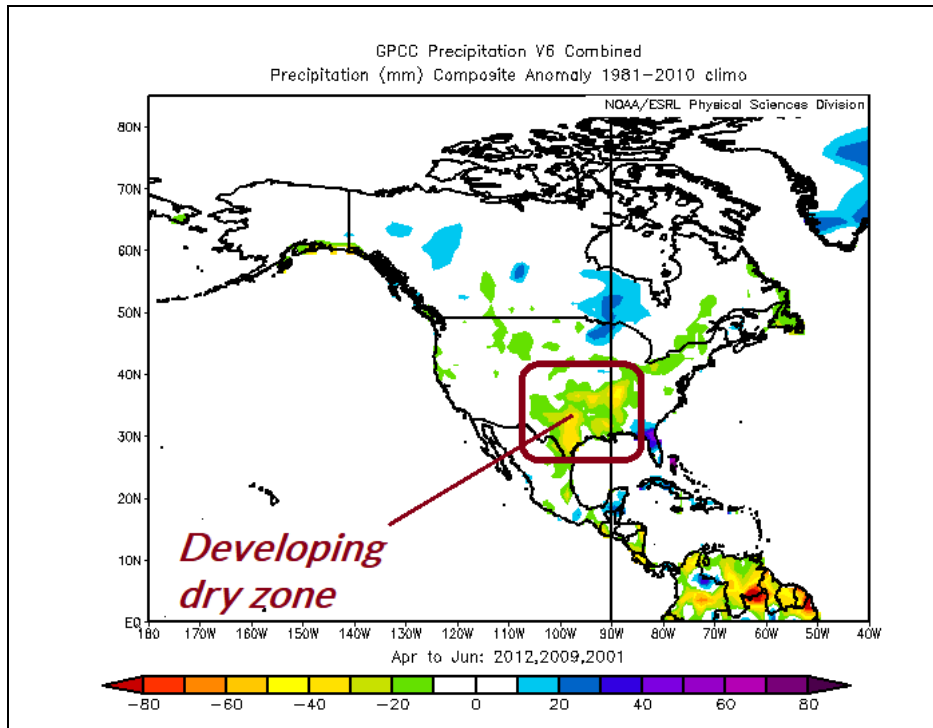 GPCC Precipitation V6 Combined
Precipitation (mm) Composite Anomaly 1981-2010 climo
NOAA/ESRL Physical Sciences Division
80N
70N
60N
50N
40N
30N
20N
10N
EQ
Developing
dry zone
180 170W 160W 150W 140W 130W 120W 110W 100W 90W 80W 70W 60W 50W 40W
Apr to Jun: 2012,2009,2001
-80 -60 -40 -20 0 20 40 60 80